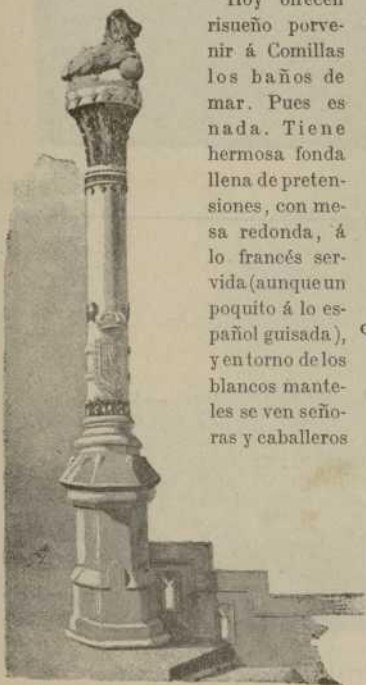 Hoy ofrecen
risueño porve-
nir á Comillas
los baños de
mar. Pues es
nada. Tiene
hermosa fonda
llena de preten-
siones, con me-
sa redonda, á
lo francés ser-
vida (aunque un
poquito á lo es-
pañol guisada),
y en torno de los
blancos mante-
les se ven seño-
ras y caballeros